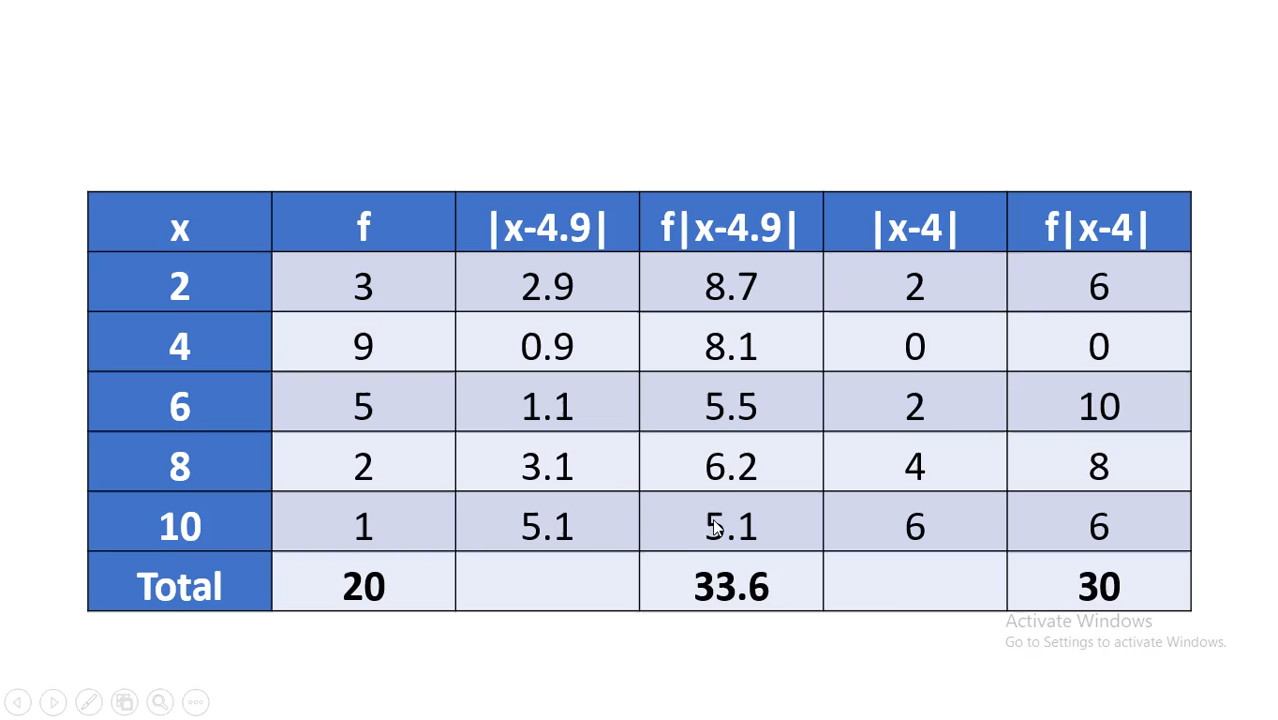 x f |x-4.9| f|x-4.9| |x-4| f|x-4|
2 3 2.9 8.7 2 6
4 9 0.9 8.1 0 0
6 5 1.1 5.5 2 10
8 2 3.1 6.2 4 8
10 1 5.1 5.1 6 6
Total 20 33.6 30
Activate Windows
Go to Settings to activate Windows.